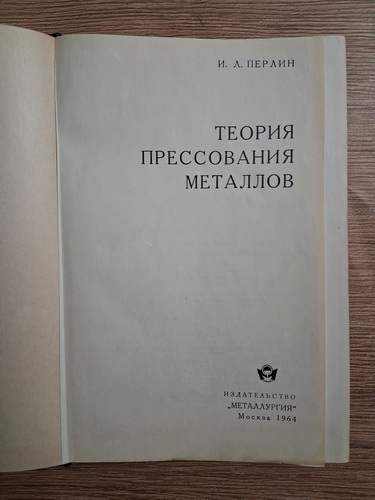 И. Л. ПЕРЛИН
ТЕОРИЯ
ПРЕССОВАНИЯ
МЕТАЛЛОВ
ИЗДАТЕЛЬСТВО
„МЕТАЛЛУРГИЯ"
Москва 1964